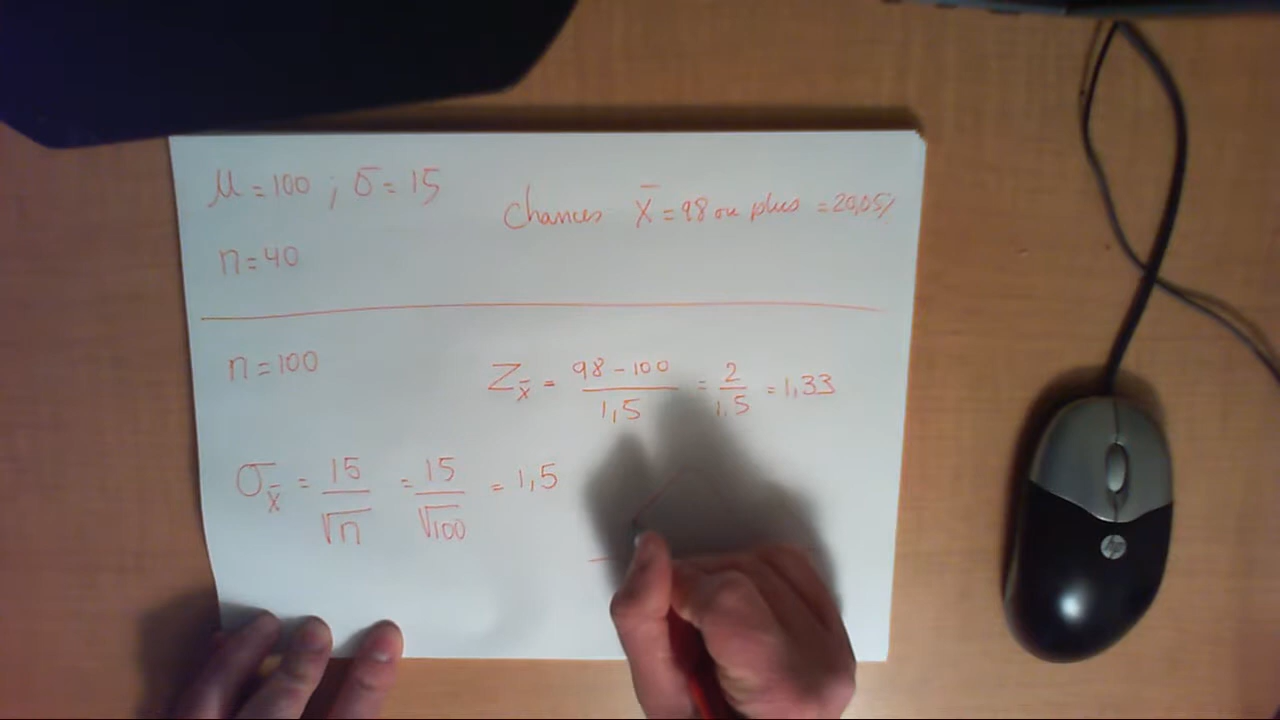 μ = 100 ; σ = 15
Chances X̄ = 98 ou plus = 20,05%
n = 40
n = 100
Z_X̄ = (98 - 100)/1,5 = 2/1,5 = 1,33
σ_X̄ = 15/√n = 15/√100 = 1,5
hp